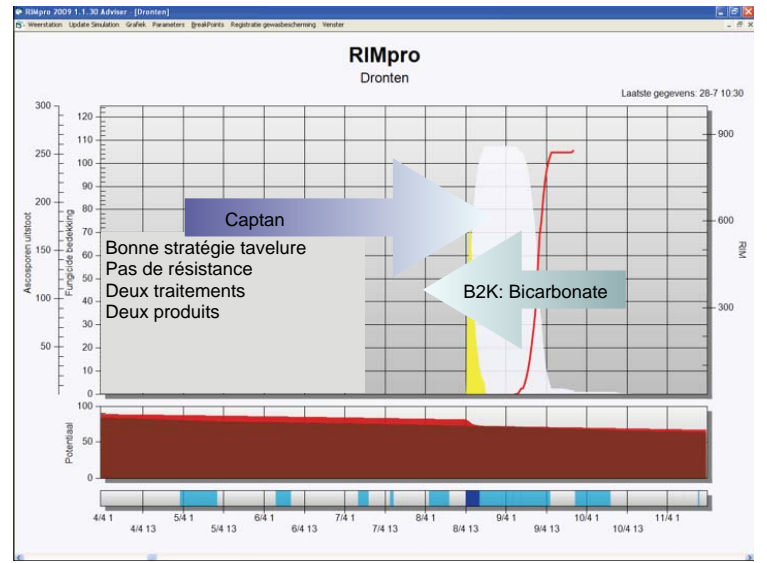 RIMpro 2009 1.1.30 Adviser - [Dronten]
Weerstation Update Simulation Grafiek Parameters BreakPoints Registratie gewasbescherming Venster
RIMpro
Dronten
Laatste gegevens: 28-7 10:30
300
250
200
150
100
50
Ascosporen uitstoot
120
110
100
90
80
70
60
50
40
30
20
10
0
Fungicide bedekking
900
600
300
RIM
Captan
Bonne stratégie tavelure
Pas de résistance
Deux traitements
Deux produits
B2K: Bicarbonate
100
50
0
Potentiaal
4/4 1 5/4 1 6/4 1 7/4 1 8/4 1 9/4 1 10/4 1 11/4 1
4/4 13 5/4 13 6/4 13 7/4 13 8/4 13 9/4 13 10/4 13